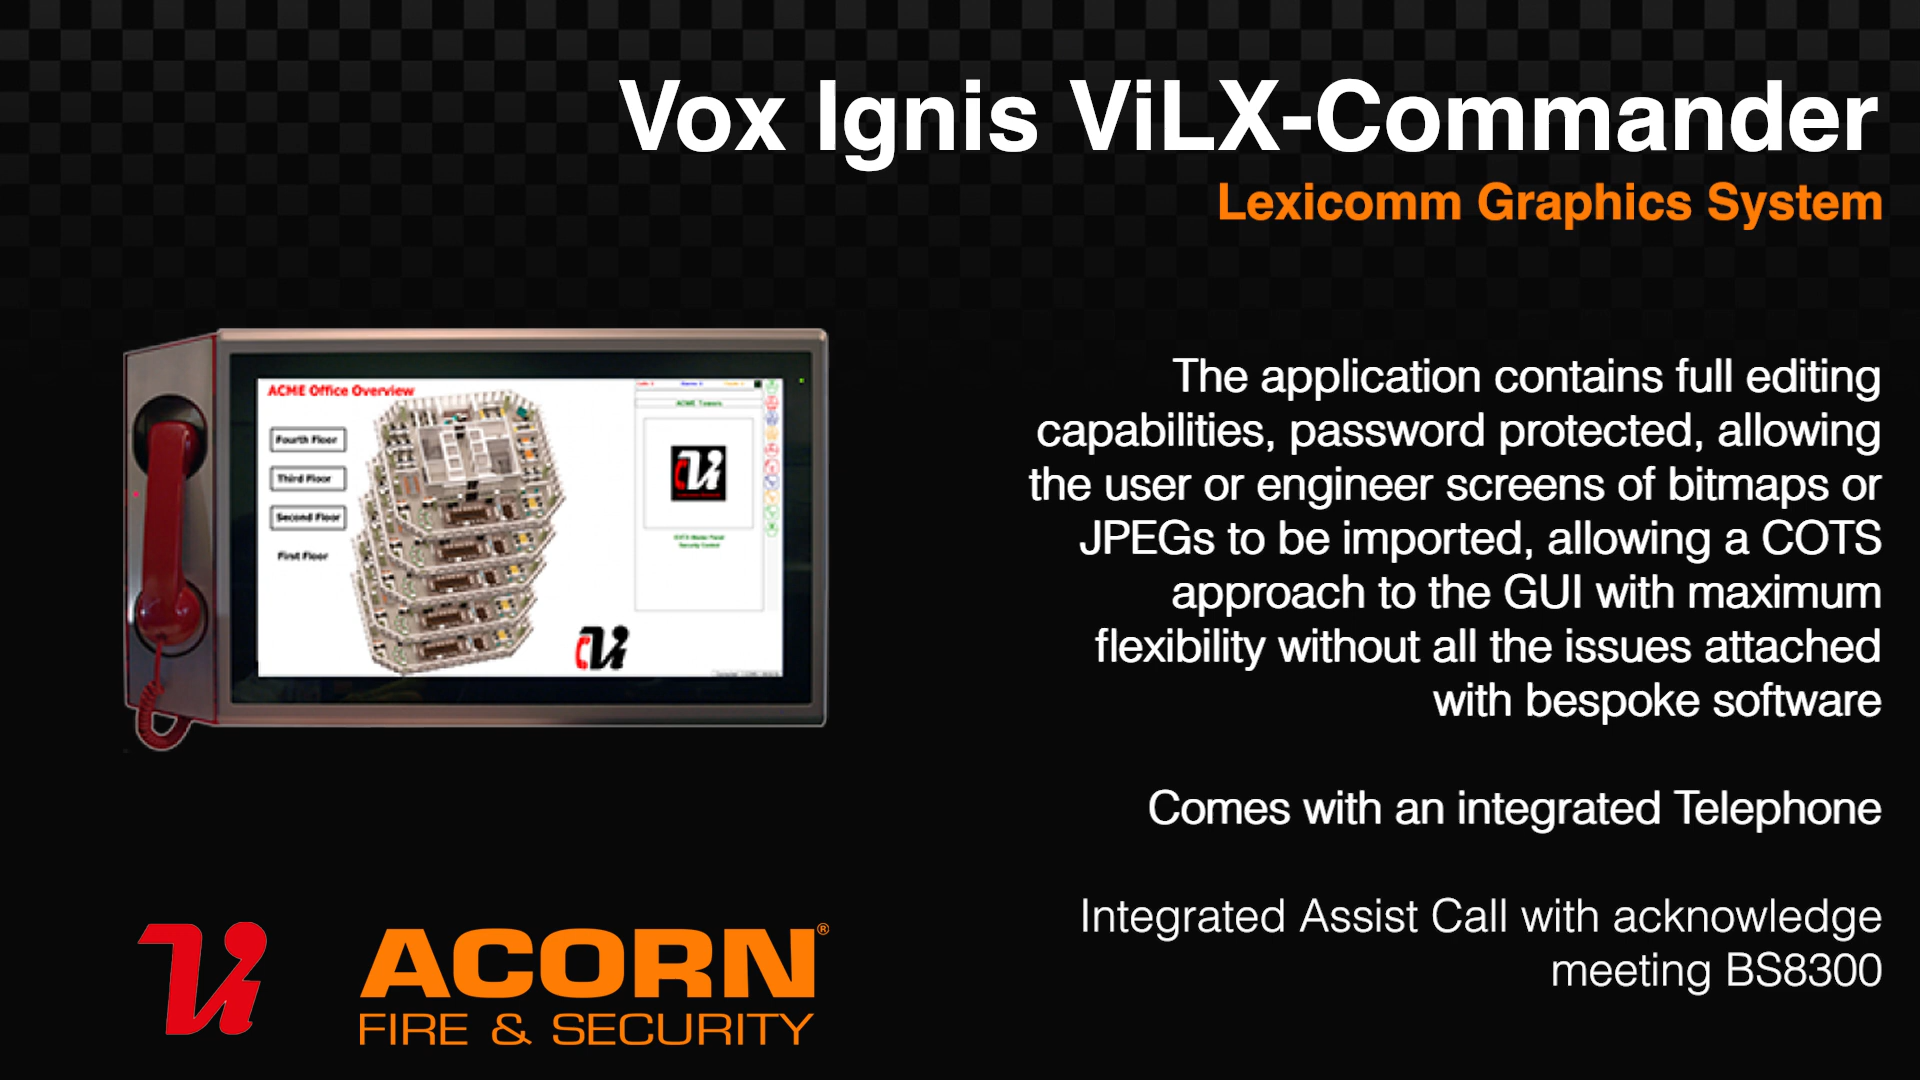 Vox Ignis ViLX-Commander
Lexicomm Graphics System
ACME Office Overview
Fourth Floor
Third Floor
Second Floor
First Floor
ACME Towers
The application contains full editing
capabilities, password protected, allowing
the user or engineer screens of bitmaps or
JPEGs to be imported, allowing a COTS
approach to the GUI with maximum
flexibility without all the issues attached
with bespoke software
Comes with an integrated Telephone
Integrated Assist Call with acknowledge
meeting BS8300
Vi
ACORN®
FIRE & SECURITY